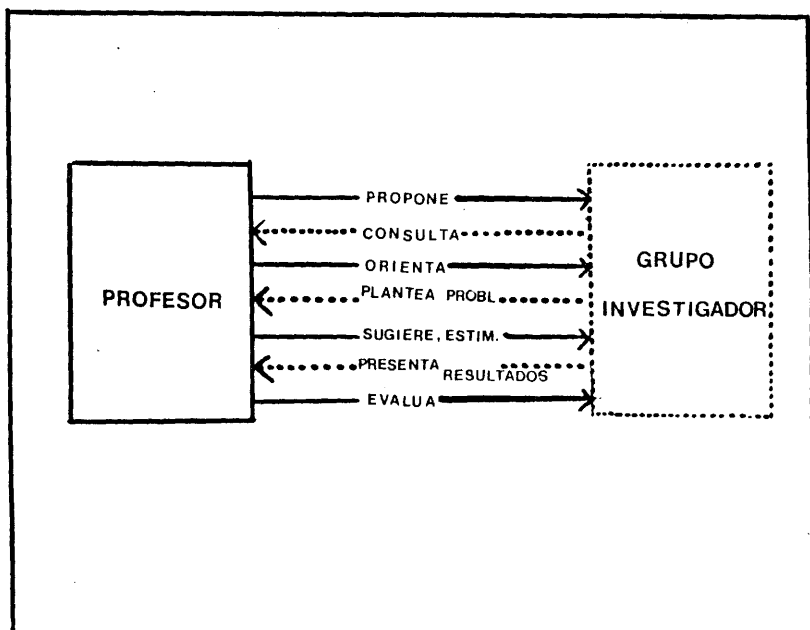 PROPONE
CONSULTA
ORIENTA
PLANTEA PROBL
SUGIERE, ESTIM.
PRESENTA RESULTADOS
EVALUA
PROFESOR
GRUPO
INVESTIGADOR